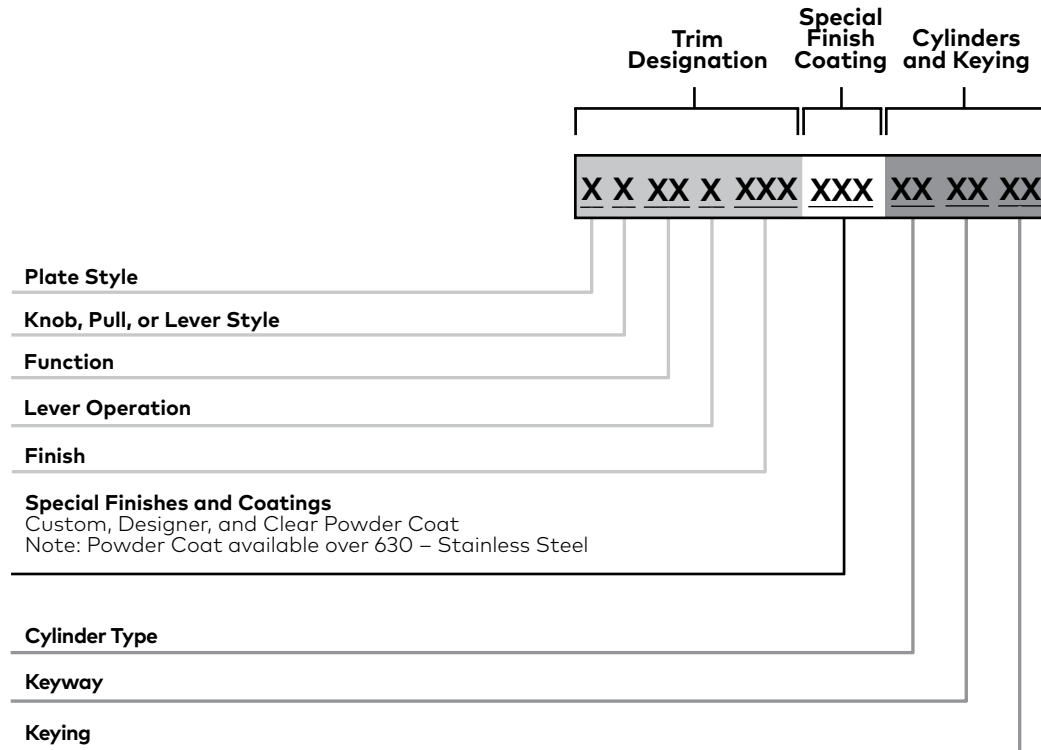 Trim
Designation
Special
Finish
Coating
Cylinders
and Keying
X X XX X XXX XXX XX XX XX
Plate Style
Knob, Pull, or Lever Style
Function
Lever Operation
Finish
Special Finishes and Coatings
Custom, Designer, and Clear Powder Coat
Note: Powder Coat available over 630 – Stainless Steel
Cylinder Type
Keyway
Keying